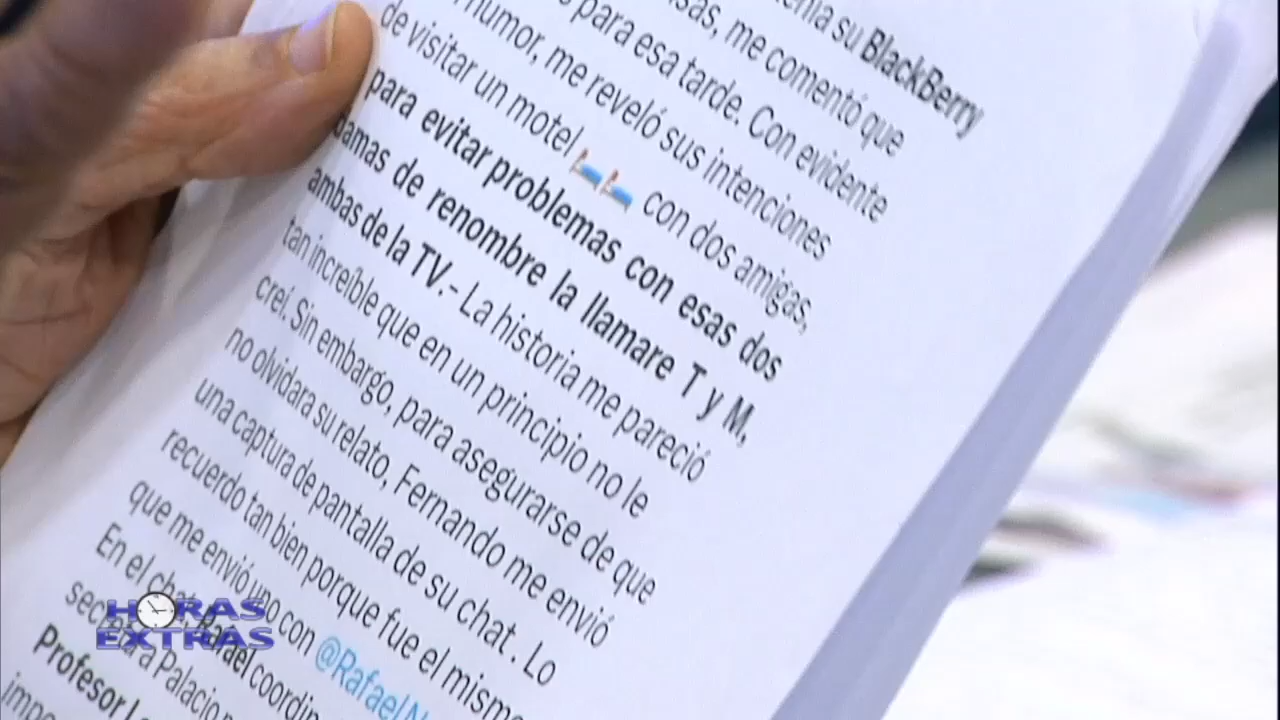 tenía su BlackBerry
me comentó que
para esa tarde. Con evidente
humor, me reveló sus intenciones
de visitar un motel con dos amigas,
para evitar problemas con esas dos
damas de renombre la llamare T y M,
ambas de la TV.- La historia me pareció
tan increíble que en un principio no le
creí. Sin embargo, para asegurarse de que
no olvidara su relato, Fernando me envió
una captura de pantalla de su chat . Lo
recuerdo tan bien porque fue el mismo
que me envió uno con @Rafael
En el chat, Rafael
a Palacio
Profesor
HORAS
EXTRAS